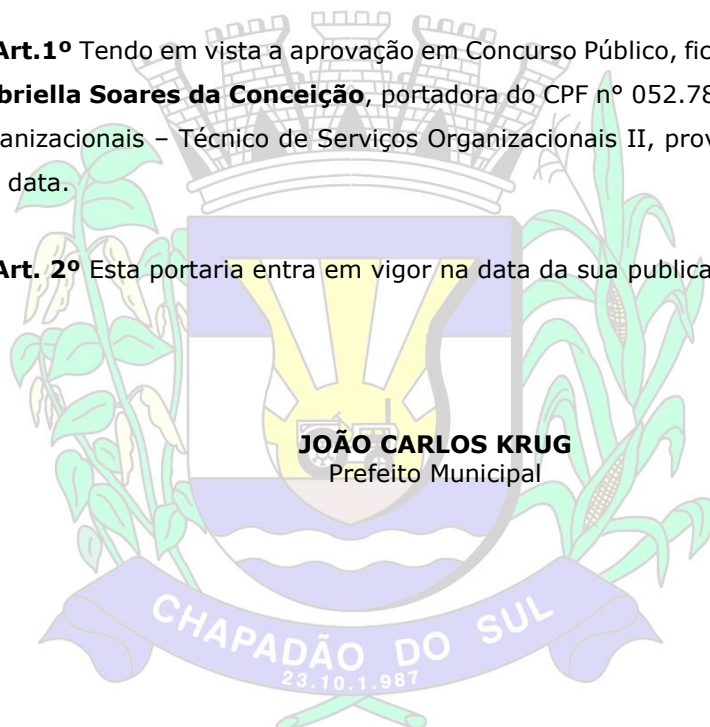 Art.1º Tendo em vista a aprovação em Concurso Público, fic
briella Soares da Conceição, portadora do CPF n° 052.78
anizacionais – Técnico de Serviços Organizacionais II, prov
data.
Art. 2º Esta portaria entra em vigor na data da sua publica
JOÃO CARLOS KRUG
Prefeito Municipal
CHAPADÃO DO SUL
23.10.1.987